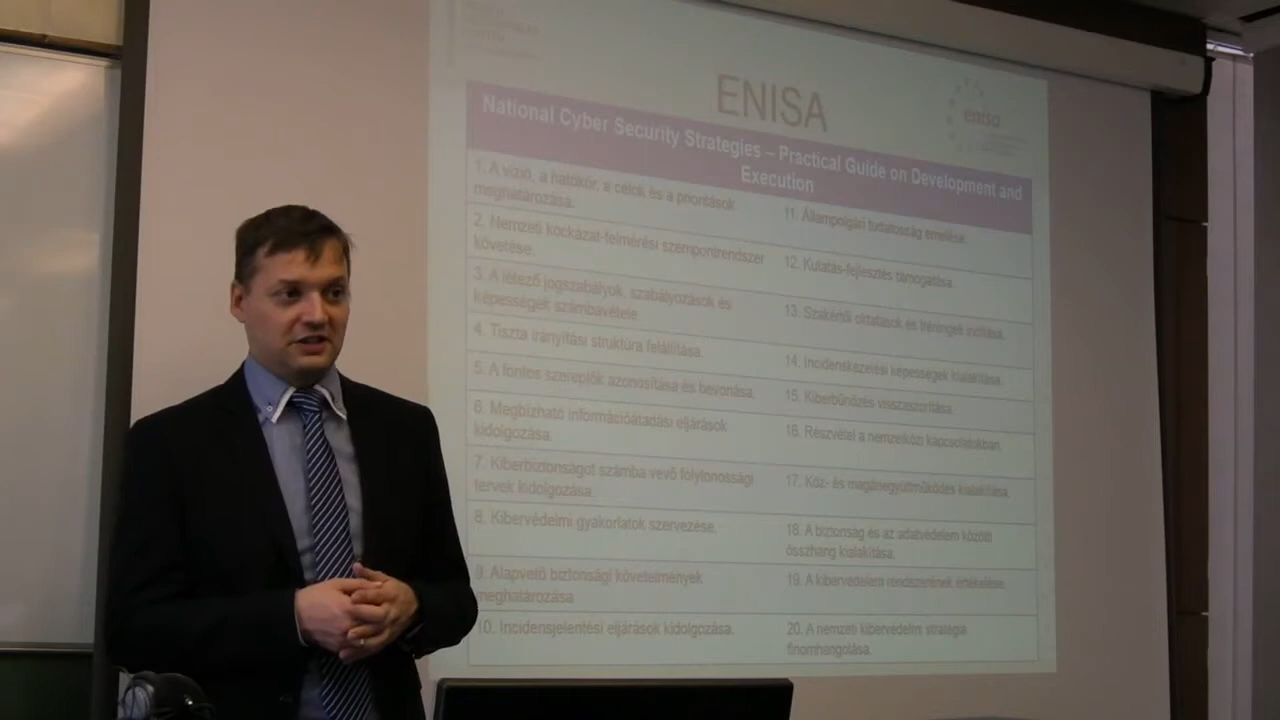 ENISA
enisa
National Cyber Security Strategies – Practical Guide on Development and
Execution
1. A vízió, a hatókör, a célok és a prioritások
meghatározása.
2. Nemzeti kockázat-felmérési szempontrendszer
követése.
3. A létező jogszabályok, szabályozások és
képességek számbavétele.
4. Tiszta irányítási struktúra felállítása.
5. A fontos szereplők azonosítása és bevonása.
6. Megbízható információátadási eljárások
kidolgozása.
7. Kiberbiztonságot számba vevő folytonossági
tervek kidolgozása.
8. Kibervédelmi gyakorlatok szervezése.
9. Alapvető biztonsági követelmények
meghatározása
10. Incidensjelentési eljárások kidolgozása.
11. Állampolgári tudatosság emelése.
12. Kutatás-fejlesztés támogatása.
13. Szakértői oktatások és tréningek indítása.
14. Incidenskezelési képességek kialakítása.
15. Kiberbűnözés visszaszorítása.
16. Részvétel a nemzetközi kapcsolatokban.
17. Köz- és magánegyüttműködés kialakítása.
18. A biztonság és az adatvédelem közötti
összhang kialakítása.
19. A kibervédelem rendszerének értékelése.
20. A nemzeti kibervédelmi stratégia
finomhangolása.